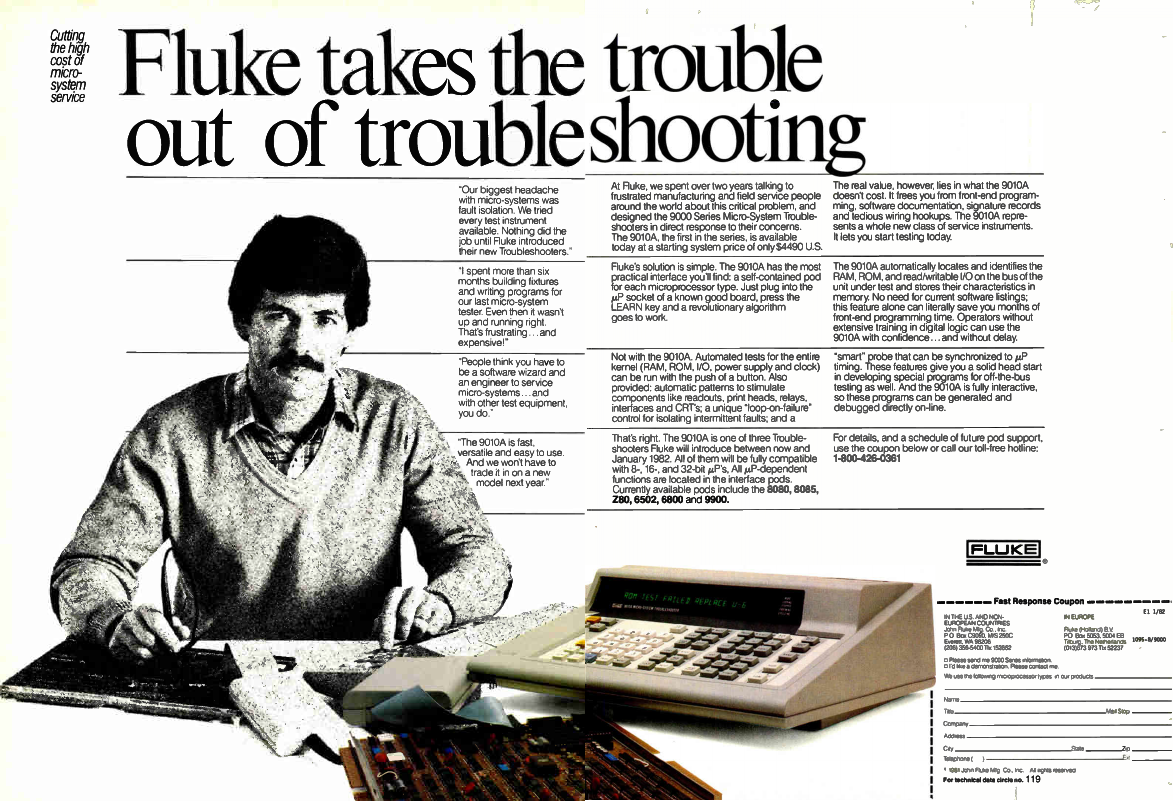 Cutting
the high
cost of
micro-
system
service
Fluke takes the trouble
out of troubleshooting
"Our biggest headache
with micro-systems was
fault isolation. We tried
every test instrument
available. Nothing did the
job until Fluke introduced
their new Troubleshooters."
At Fluke, we spent over two years talking to
frustrated manufacturing and field service people
around the world about this critical problem, and
designed the 9000 Series Micro-System Trouble-
shooters in direct response to their concerns.
The 9010A, the first in the series, is available
today at a starting system price of only $4490 U.S.
The real value, however, lies in what the 9010A
doesn't cost. It frees you from front-end program-
ming, software documentation, signature records
and tedious wiring hookups. The 9010A repre-
sents a whole new class of service instruments.
It lets you start testing today.
"I spent more than six
months building fixtures
and writing programs for
our last micro-system
tester. Even then it wasn't
up and running right.
That's frustrating...and
expensive!"
Fluke's solution is simple. The 9010A has the most
practical interface you'll find: a self-contained pod
for each microprocessor type. Just plug into the
µP socket of a known good board, press the
LEARN key and a revolutionary algorithm
goes to work.
The 9010A automatically locates and identifies the
RAM, ROM, and read/writable I/O on the bus of the
unit under test and stores their characteristics in
memory. No need for current software listings;
this feature alone can literally save you months of
front-end programming time. Operators without
extensive training in digital logic can use the
9010A with confidence...and without delay.
"People think you have to
be a software wizard and
an engineer to service
micro-systems...and
with other test equipment,
you do."
Not with the 9010A. Automated tests for the entire
kernel (RAM, ROM, I/O, power supply and clock)
can be run with the push of a button. Also
provided: automatic patterns to stimulate
components like readouts, print heads, relays,
interfaces and CRT's; a unique "loop-on-failure"
control for isolating intermittent faults; and a
"smart" probe that can be synchronized to µP
timing. These features give you a solid head start
in developing special programs for off-the-bus
testing as well. And the 9010A is fully interactive,
so these programs can be generated and
debugged directly on-line.
"The 9010A is fast,
versatile and easy to use.
And we won't have to
trade it in on a new
model next year."
That's right. The 9010A is one of three Trouble-
shooters Fluke will introduce between now and
January 1982. All of them will be fully compatible
with 8-, 16-, and 32-bit µP's, All µP-dependent
functions are located in the interface pods.
Currently available pods include the 8080, 8085,
Z80, 6502, 6800 and 9900.
For details, and a schedule of future pod support,
use the coupon below or call our toll-free hotline:
1-800-426-0361
FLUKE
®
ROM TEST FAILED REPLACE U-6
Fast Response Coupon
E1 1/82
IN THE U.S. AND NON-
EUROPEAN COUNTRIES
John Fluke Mfg. Co., Inc.
P O Box C9090, M/S 250C
Everett, WA 98206
(206) 356-5400 Tlx 152662
IN EUROPE
Fluke (Holland) B.V.
P.O. Box 5053, 5004 EB
Tilburg, The Netherlands
(013)673 973 Tlx 52237
1095-8/9000
Please send me 9000 Series information.
I'd like a demonstration. Please contact me.
We use the following microprocessor types in our products
Name
Title Mail Stop
Company
Address
City State Zip
Telephone ( ) Ext
1981 John Fluke Mfg. Co., Inc. All rights reserved
For technical data circle no. 119